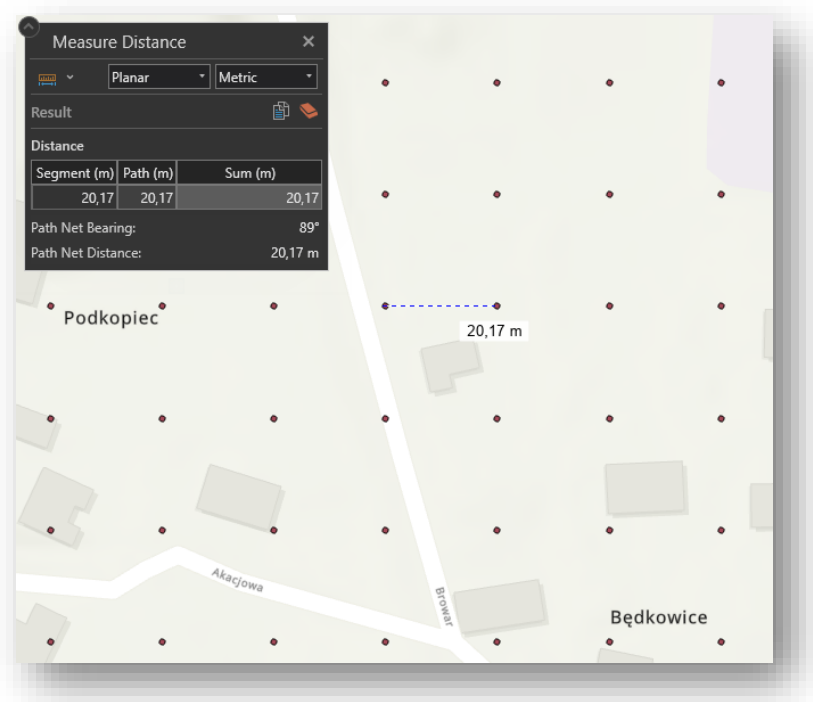 Measure Distance
Planar Metric
Result
Distance
Segment (m) Path (m) Sum (m)
20,17 20,17 20,17
Path Net Bearing: 89°
Path Net Distance: 20,17 m
Podkopiec
20,17 m
Akacjowa
Browar
Będkowice